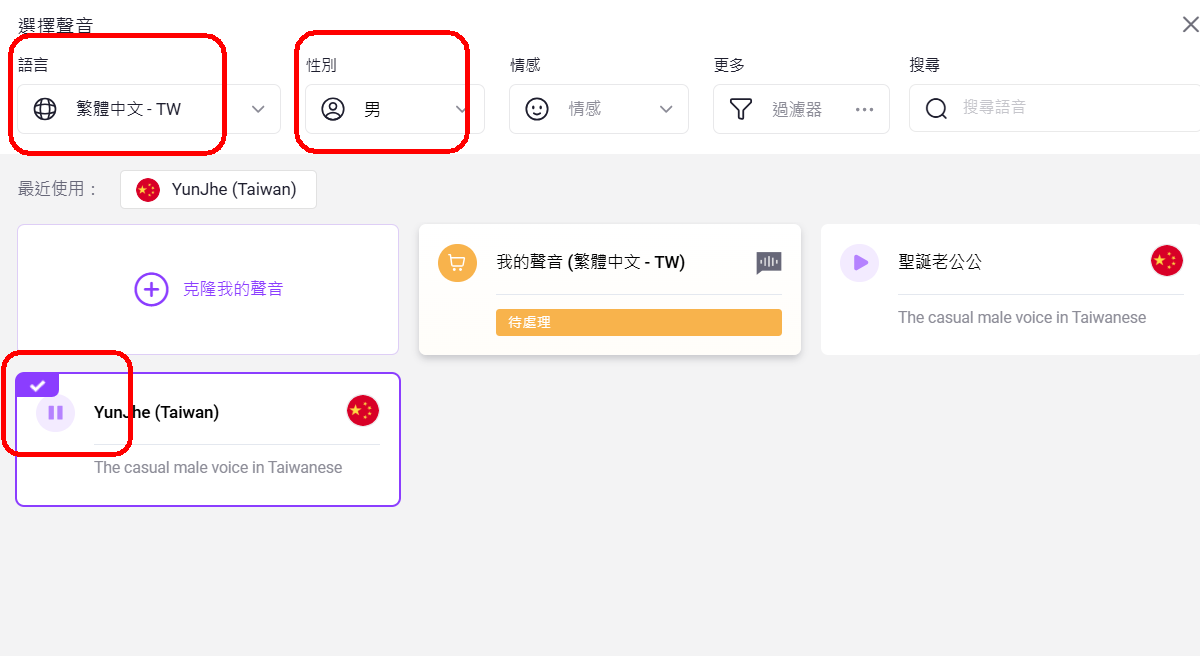 選擇聲音
語言
性別
情感
更多
搜尋
繁體中文 - TW
男
情感
過濾器
搜尋語音
最近使用：
YunJhe (Taiwan)
克隆我的聲音
我的聲音 (繁體中文 - TW)
待處理
聖誕老公公
The casual male voice in Taiwanese
YunJhe (Taiwan)
The casual male voice in Taiwanese